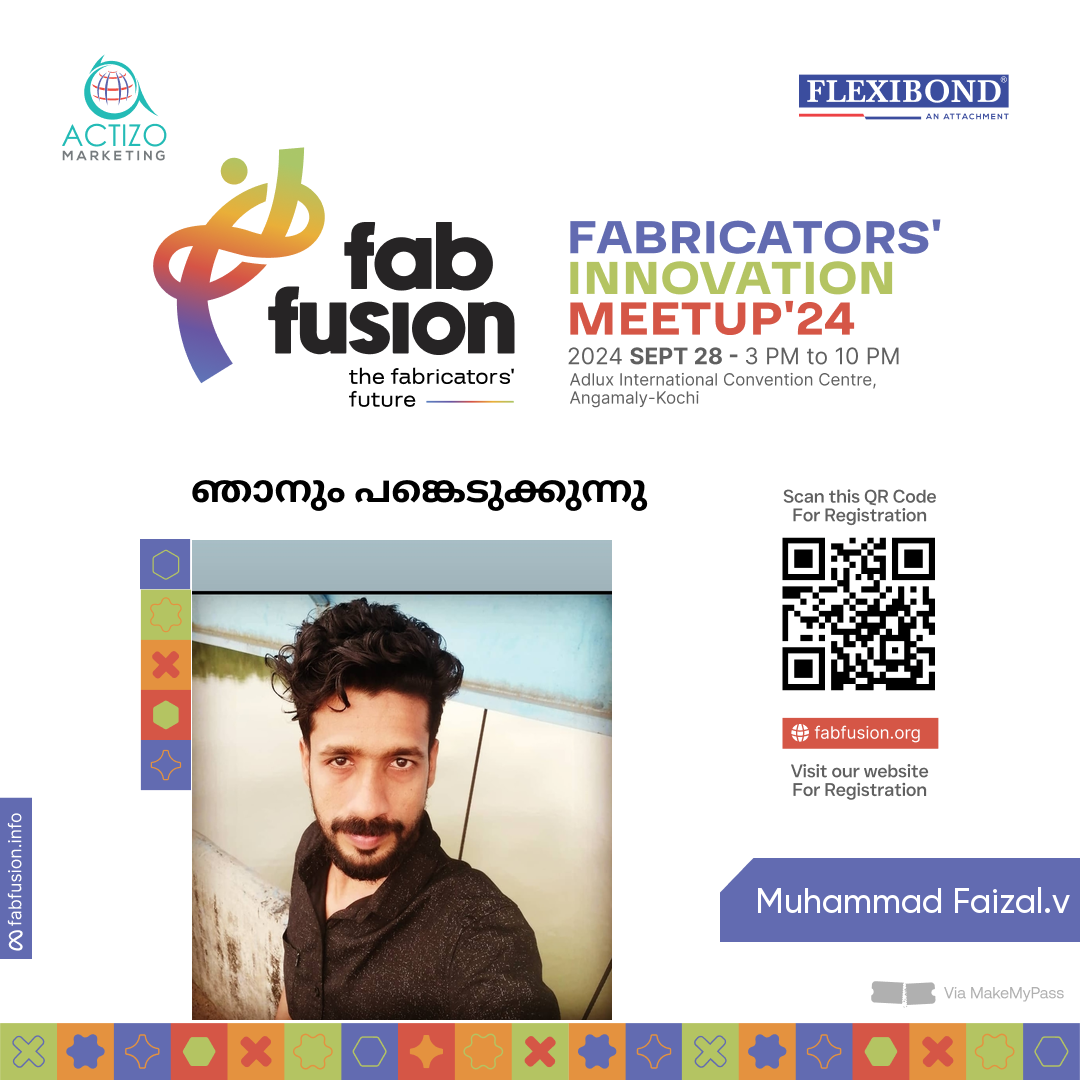 ACTIZO
MARKETING
FLEXIBOND®
AN ATTACHMENT
fab
fusion
the fabricators'
future
FABRICATORS'
INNOVATION
MEETUP'24
2024 SEPT 28 - 3 PM to 10 PM
Adlux International Convention Centre,
Angamaly-Kochi
ഞാനും പങ്കെടുക്കുന്നു
Scan this QR Code
For Registration
fabfusion.org
Visit our website
For Registration
fabfusion.info
Muhammad Faizal.v
Via MakeMyPass